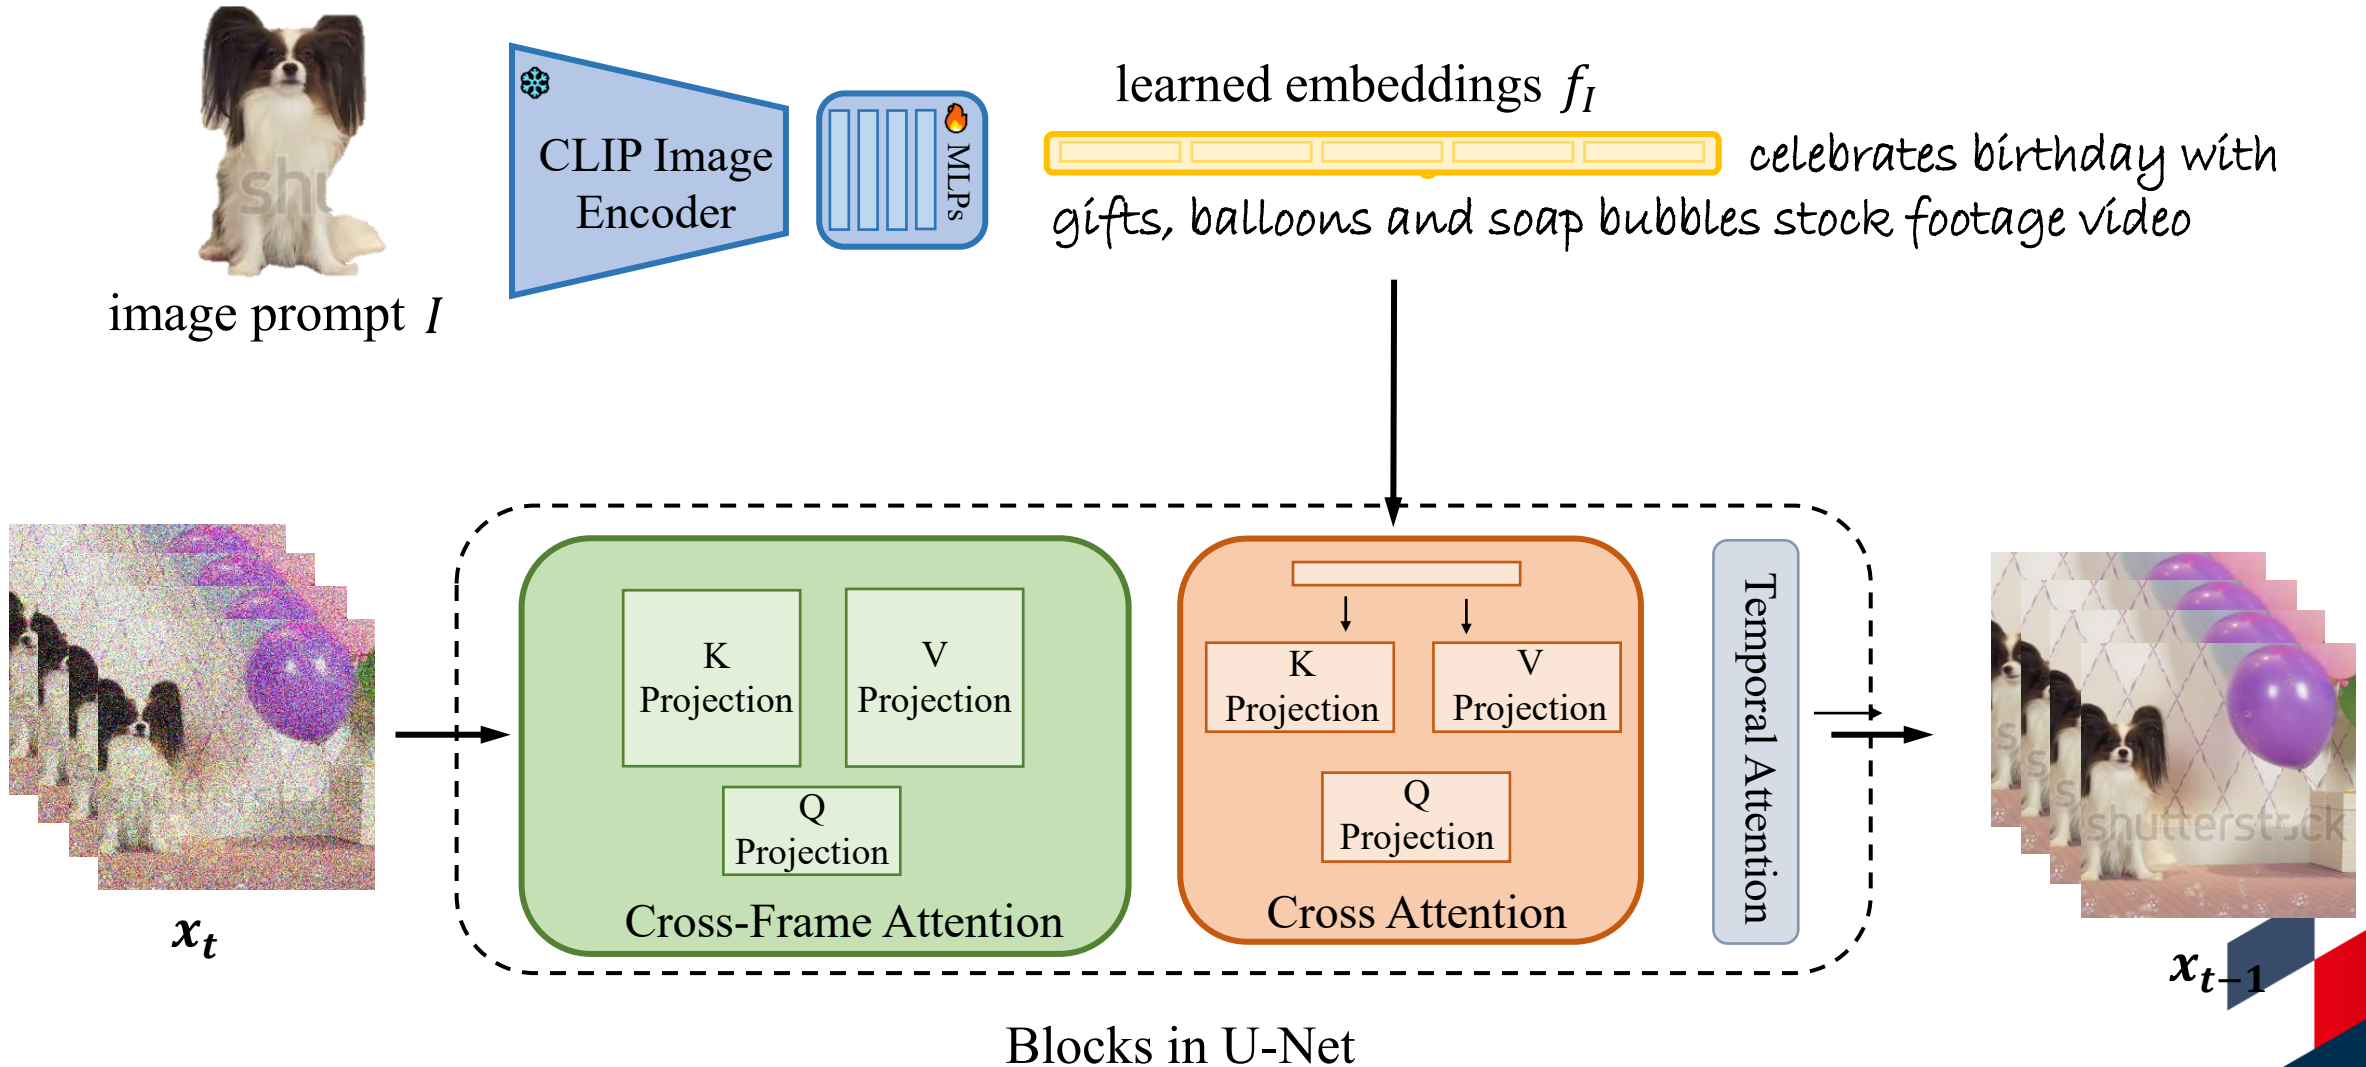 shu
image prompt I
CLIP Image
Encoder
MLPs
learned embeddings f_I
celebrates birthday with
gifts, balloons and soap bubbles stock footage video
K
Projection
V
Projection
Q
Projection
Cross-Frame Attention
K
Projection
V
Projection
Q
Projection
Cross Attention
Temporal Attention
x_t
shutterstock
x_{t-1}
Blocks in U-Net